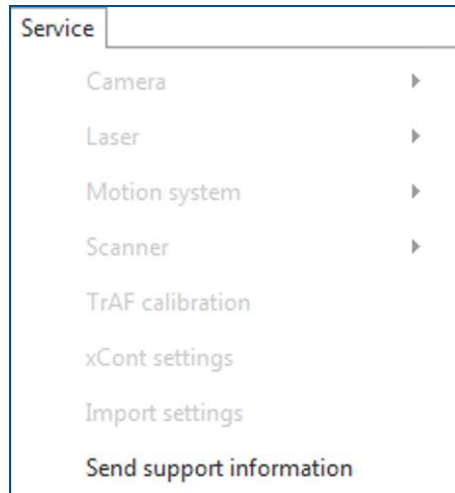 Service
Camera
Laser
Motion system
Scanner
TrAF calibration
xCont settings
Import settings
Send support information